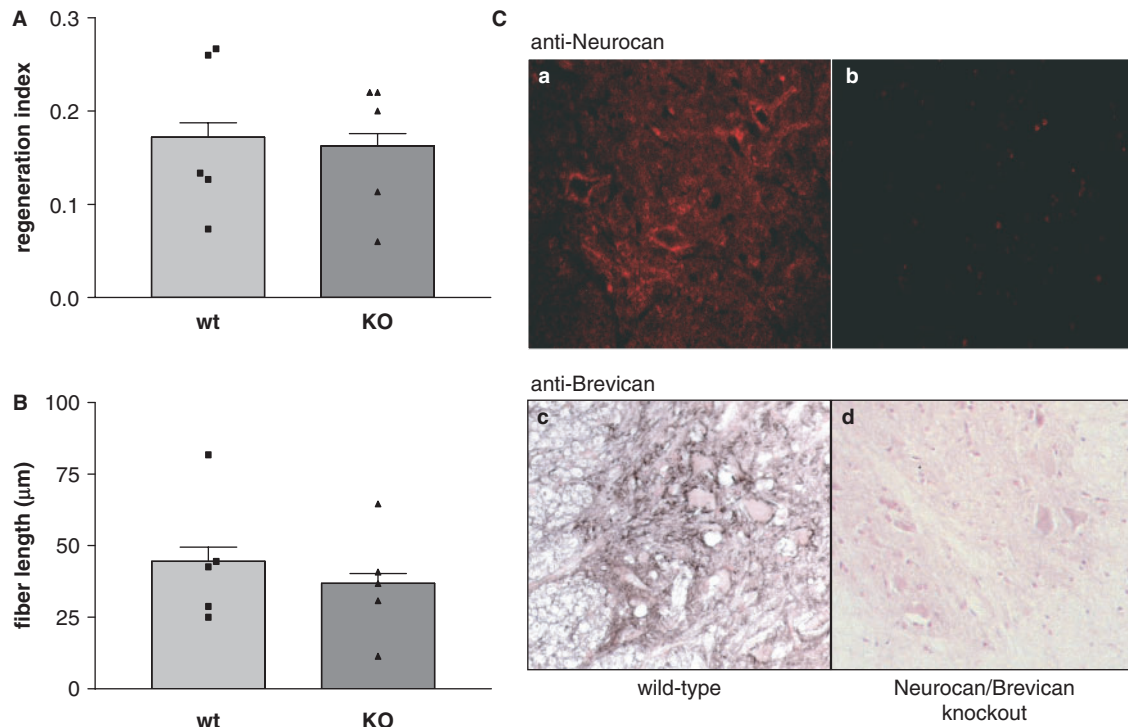 A
0.3
0.2
0.1
0.0
regeneration index
wt
KO
B
100
75
50
25
0
fiber length (μm)
wt
KO
C
anti-Neurocan
a
b
anti-Brevican
c
d
wild-type
Neurocan/Brevican
knockout